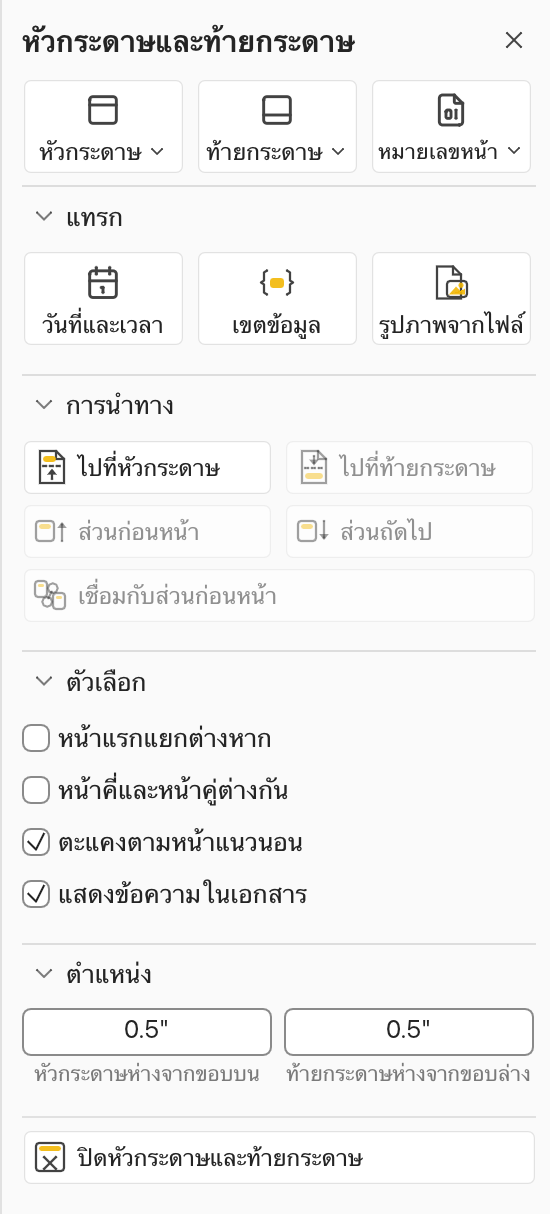 หัวกระดาษและท้ายกระดาษ
หัวกระดาษ ท้ายกระดาษ หมายเลขหน้า
แทรก
วันที่และเวลา เขตข้อมูล รูปภาพจากไฟล์
การนำทาง
ไปที่หัวกระดาษ ไปที่ท้ายกระดาษ
ส่วนก่อนหน้า ส่วนถัดไป
เชื่อมกับส่วนก่อนหน้า
ตัวเลือก
หน้าแรกแยกต่างหาก
หน้าคี่และหน้าคู่ต่างกัน
ตะแคงตามหน้าแนวนอน
แสดงข้อความในเอกสาร
ตำแหน่ง
0.5" 0.5"
หัวกระดาษห่างจากขอบบน ท้ายกระดาษห่างจากขอบล่าง
ปิดหัวกระดาษและท้ายกระดาษ